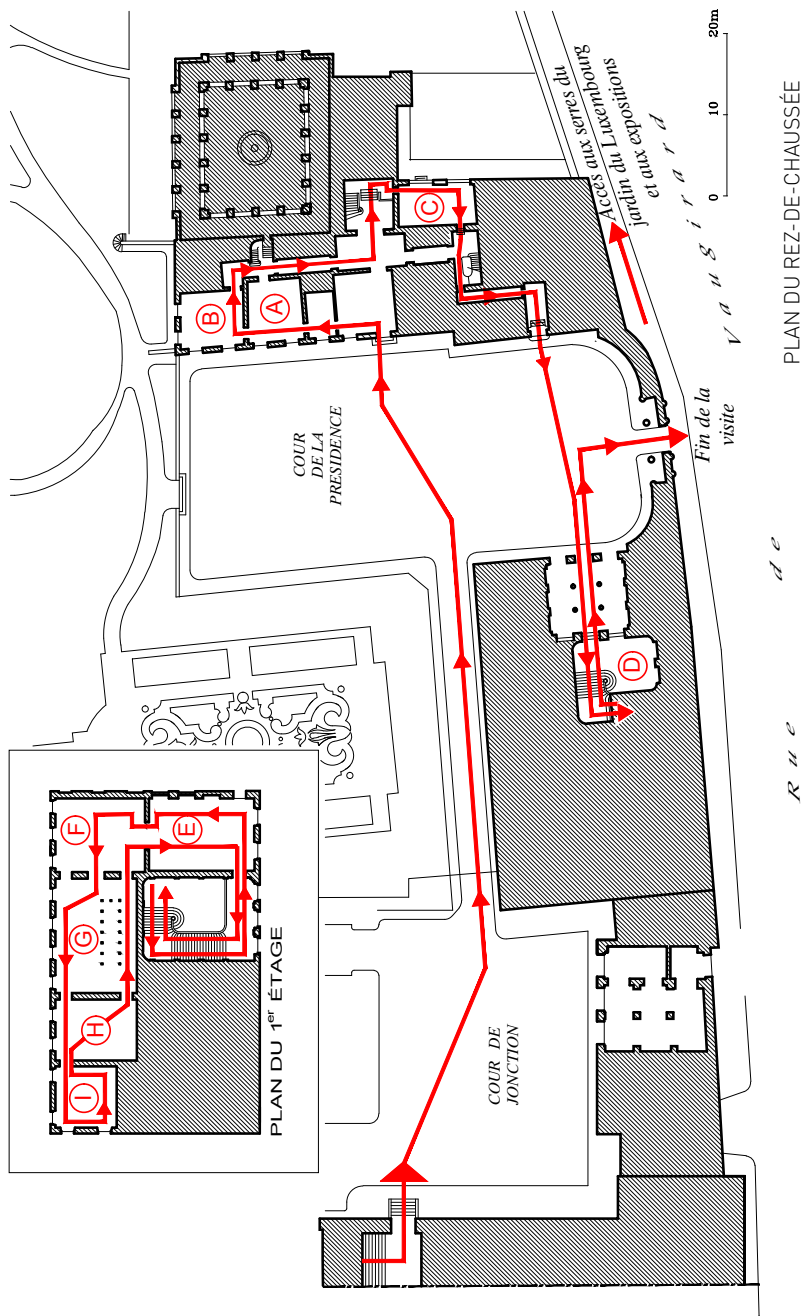 PLAN DU REZ-DE-CHAUSSÉE
PLAN DU 1er ÉTAGE
I
H
G
F
E
COUR DE
JONCTION
COUR
DE LA
PRESIDENCE
A
B
C
D
Fin de la
visite
Accès aux serres du
jardin du Luxembourg
et aux expositions
Rue de Vaugirard
0 10 20m